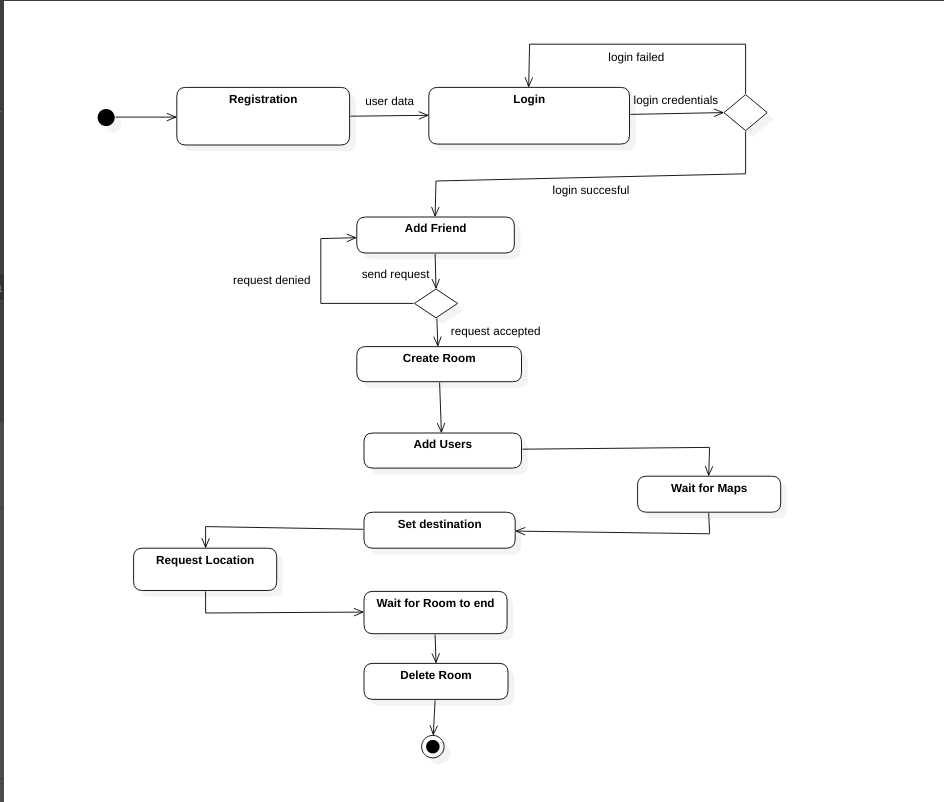 login failed
Registration
user data
Login
login credentials
login succesful
Add Friend
request denied
send request
request accepted
Create Room
Add Users
Wait for Maps
Set destination
Request Location
Wait for Room to end
Delete Room